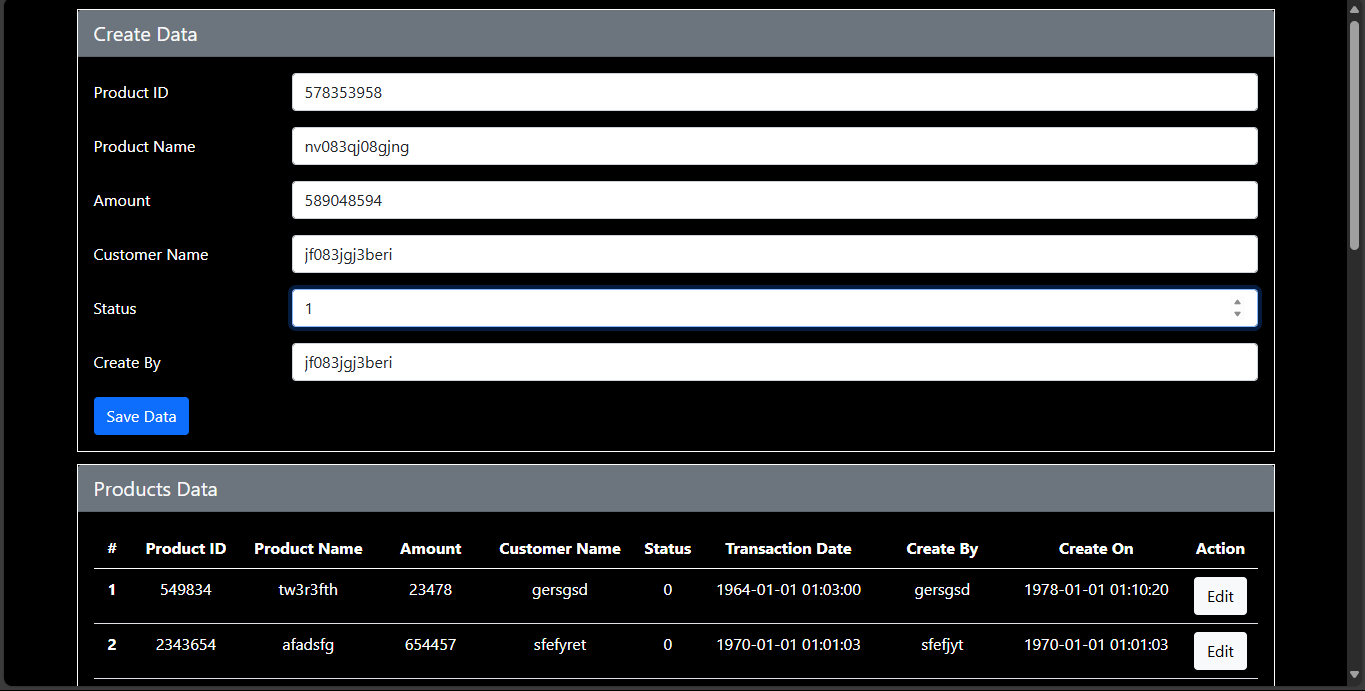 Create Data
Product ID 578353958
Product Name nv083qj08gjng
Amount 589048594
Customer Name jf083jgj3beri
Status 1
Create By jf083jgj3beri
Save Data
Products Data
# Product ID Product Name Amount Customer Name Status Transaction Date Create By Create On Action
1 549834 tw3r3fth 23478 gersgsd 0 1964-01-01 01:03:00 gersgsd 1978-01-01 01:10:20 Edit
2 2343654 afadsfg 654457 sfefyret 0 1970-01-01 01:01:03 sfefjyt 1970-01-01 01:01:03 Edit